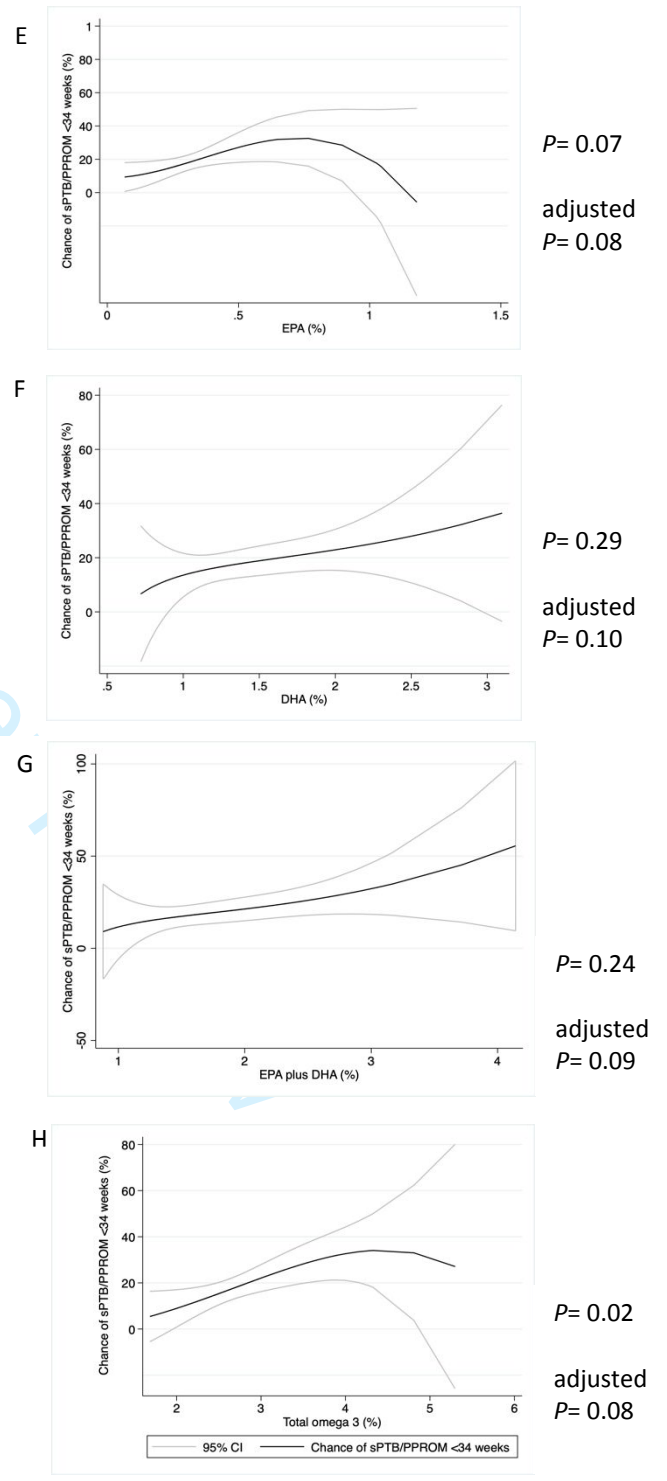 E
Chance of sPTB/PPROM <34 weeks (%)
1
80
60
40
20
0
0
.5
1
1.5
EPA (%)
P= 0.07
adjusted
P= 0.08
F
Chance of sPTB/PPROM <34 weeks (%)
80
60
40
20
0
.5
1
1.5
2
2.5
3
DHA (%)
P= 0.29
adjusted
P= 0.10
G
Chance of sPTB/PPROM <34 weeks (%)
100
50
0
-50
1
2
3
4
EPA plus DHA (%)
P= 0.24
adjusted
P= 0.09
H
Chance of sPTB/PPROM <34 weeks (%)
80
60
40
20
0
2
3
4
5
6
Total omega 3 (%)
95% CI
Chance of sPTB/PPROM <34 weeks
P= 0.02
adjusted
P= 0.08